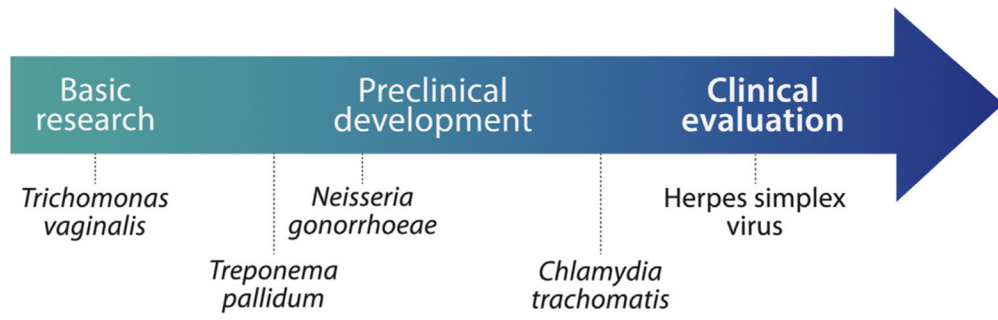 Basic
research
Preclinical
development
Clinical
evaluation
Trichomonas
vaginalis
Neisseria
gonorrhoeae
Herpes simplex
virus
Treponema
pallidum
Chlamydia
trachomatis